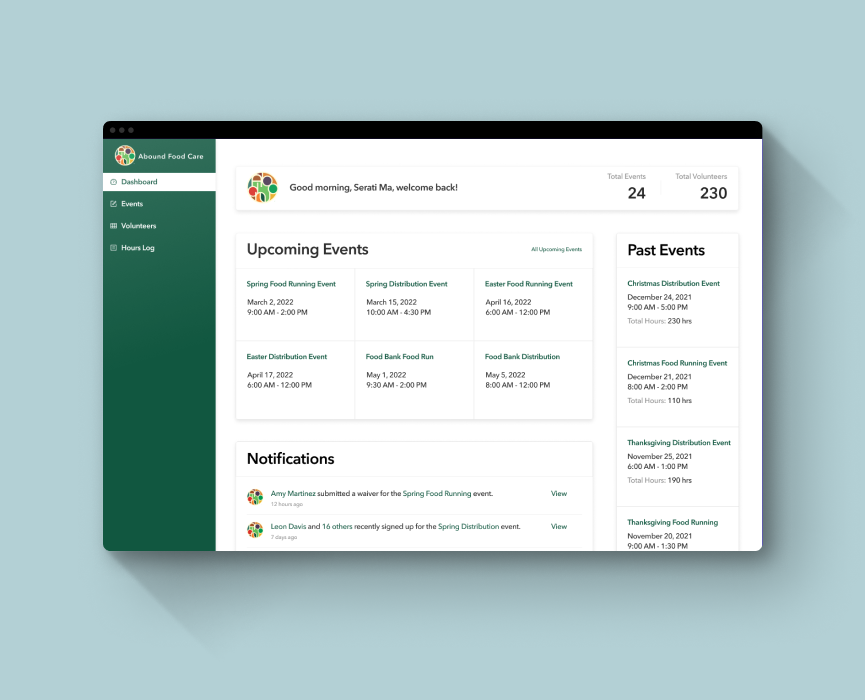 Abound Food Care
Dashboard
Events
Volunteers
Hours Log
Good morning, Serati Ma, welcome back!
Total Events
24
Total Volunteers
230
Upcoming Events
All Upcoming Events
Spring Food Running Event
March 2, 2022
9:00 AM - 2:00 PM
Spring Distribution Event
March 15, 2022
10:00 AM - 4:30 PM
Easter Food Running Event
April 16, 2022
6:00 AM - 12:00 PM
Easter Distribution Event
April 17, 2022
6:00 AM - 12:00 PM
Food Bank Food Run
May 1, 2022
9:30 AM - 2:00 PM
Food Bank Distribution
May 5, 2022
8:00 AM - 12:00 PM
Notifications
Amy Martinez submitted a waiver for the Spring Food Running event.
View
12 hours ago
Leon Davis and 16 others recently signed up for the Spring Distribution event.
View
7 days ago
Past Events
Christmas Distribution Event
December 24, 2021
9:00 AM - 5:00 PM
Total Hours: 230 hrs
Christmas Food Running Event
December 21, 2021
8:00 AM - 2:00 PM
Total Hours: 110 hrs
Thanksgiving Distribution Event
November 25, 2021
6:00 AM - 1:00 PM
Total Hours: 190 hrs
Thanksgiving Food Running
November 20, 2021
9:00 AM - 1:30 PM